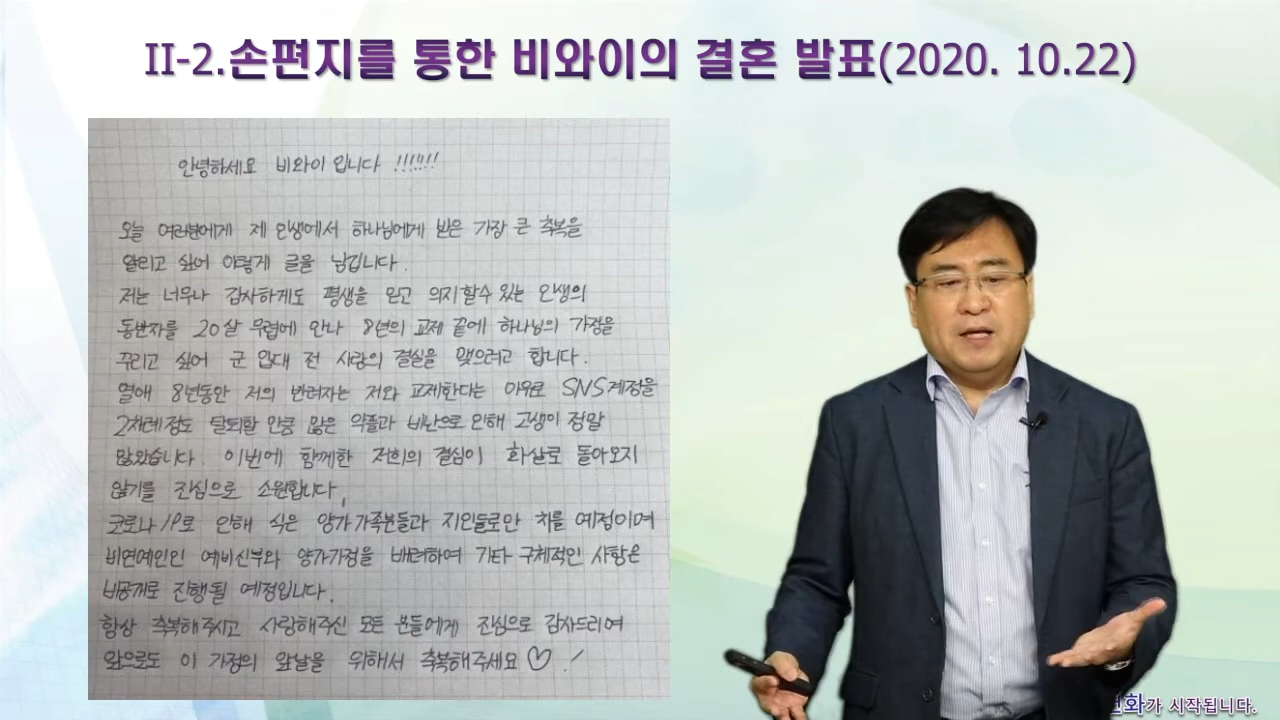 II-2.손편지를 통한 비와이의 결혼 발표(2020. 10.22)
안녕하세요 비와이 입니다 !!!!!!!
오늘 여러분에게 제 인생에서 하나님에게 받은 가장 큰 축복을
알리고 싶어 이렇게 글을 남깁니다.
저는 너무나 감사하게도 평생을 믿고 의지할수 있는 인생의
동반자를 20살 무렵에 만나 8년의 교제 끝에 하나님의 가정을
꾸리고 싶어 군 입대 전 사랑의 결실을 맺으려고 합니다.
열애 8년동안 저의 반려자는 저와 교제한다는 이유로 SNS계정을
2차례정도 탈퇴할 만큼 많은 악플과 비난으로 인해 고생이 정말
많았습니다. 이번에 함께한 저희의 결심이 화살로 돌아오지
않기를 진심으로 소원합니다.
코로나19로 인해 식은 양가가족분들과 지인들로만 치를 예정이며
비연예인인 예비신부와 양가가정을 배려하여 기타 구체적인 사항은
비공개로 진행될 예정입니다.
항상 축복해주시고 사랑해주신 모든 분들에게 진심으로 감사드리며
앞으로도 이 가정의 앞날을 위해서 축복해주세요♡!
화가 시작됩니다.